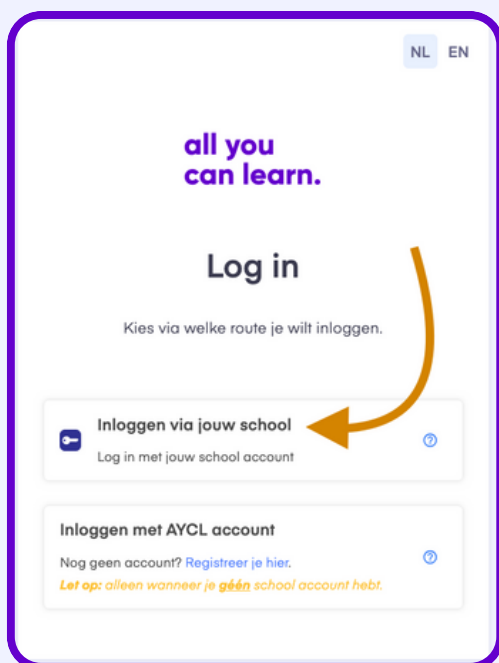 NL EN
all you
can learn.
Log in
Kies via welke route je wilt inloggen.
Inloggen via jouw school
Log in met jouw school account
Inloggen met AYCL account
Nog geen account? Registreer je hier.
Let op: alleen wanneer je géén school account hebt.